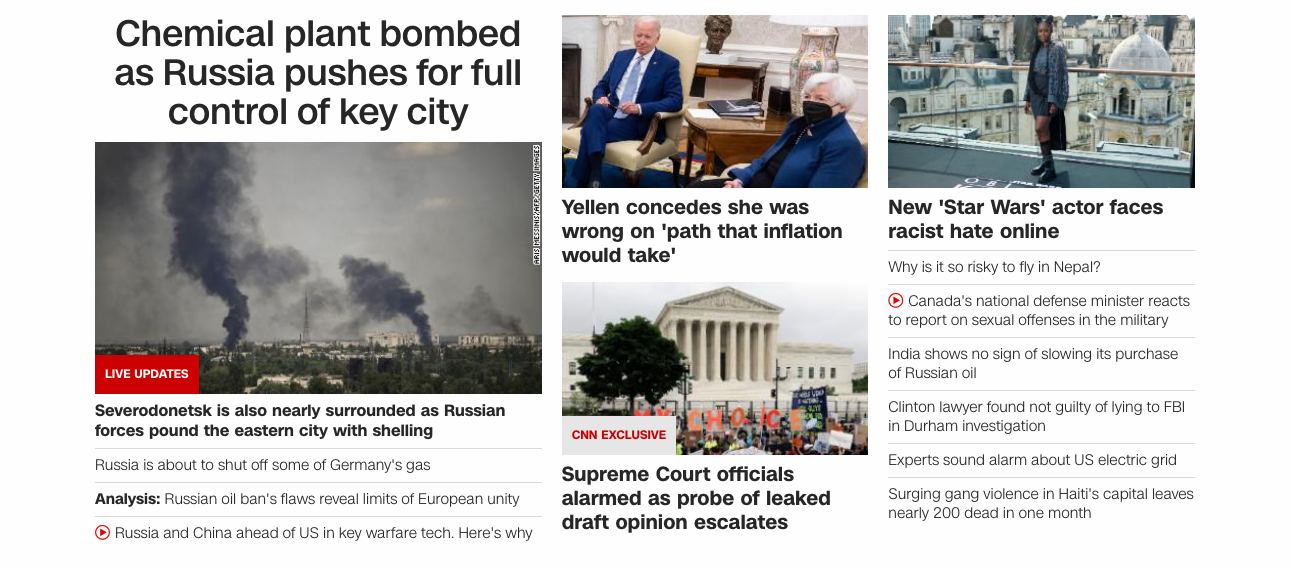 Chemical plant bombed
as Russia pushes for full
control of key city
ARIS MESSINIS/AFP/GETTY IMAGES
LIVE UPDATES
Severodonetsk is also nearly surrounded as Russian
forces pound the eastern city with shelling
Russia is about to shut off some of Germany's gas
Analysis: Russian oil ban's flaws reveal limits of European unity
Russia and China ahead of US in key warfare tech. Here's why
Yellen concedes she was
wrong on 'path that inflation
would take'
MY CHOICE
CNN EXCLUSIVE
Supreme Court officials
alarmed as probe of leaked
draft opinion escalates
New 'Star Wars' actor faces
racist hate online
Why is it so risky to fly in Nepal?
Canada's national defense minister reacts
to report on sexual offenses in the military
India shows no sign of slowing its purchase
of Russian oil
Clinton lawyer found not guilty of lying to FBI
in Durham investigation
Experts sound alarm about US electric grid
Surging gang violence in Haiti's capital leaves
nearly 200 dead in one month